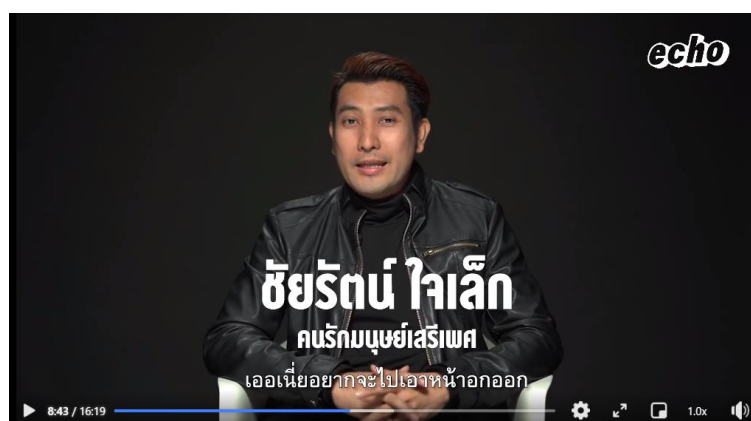 echo
ชัยรัตน์ ใจเล็ก
คนรักมนุษย์เสรีเพศ
เออเนี่ยอยากจะไปเอาหน้าอกออก
8:43 / 16:19
1.0x